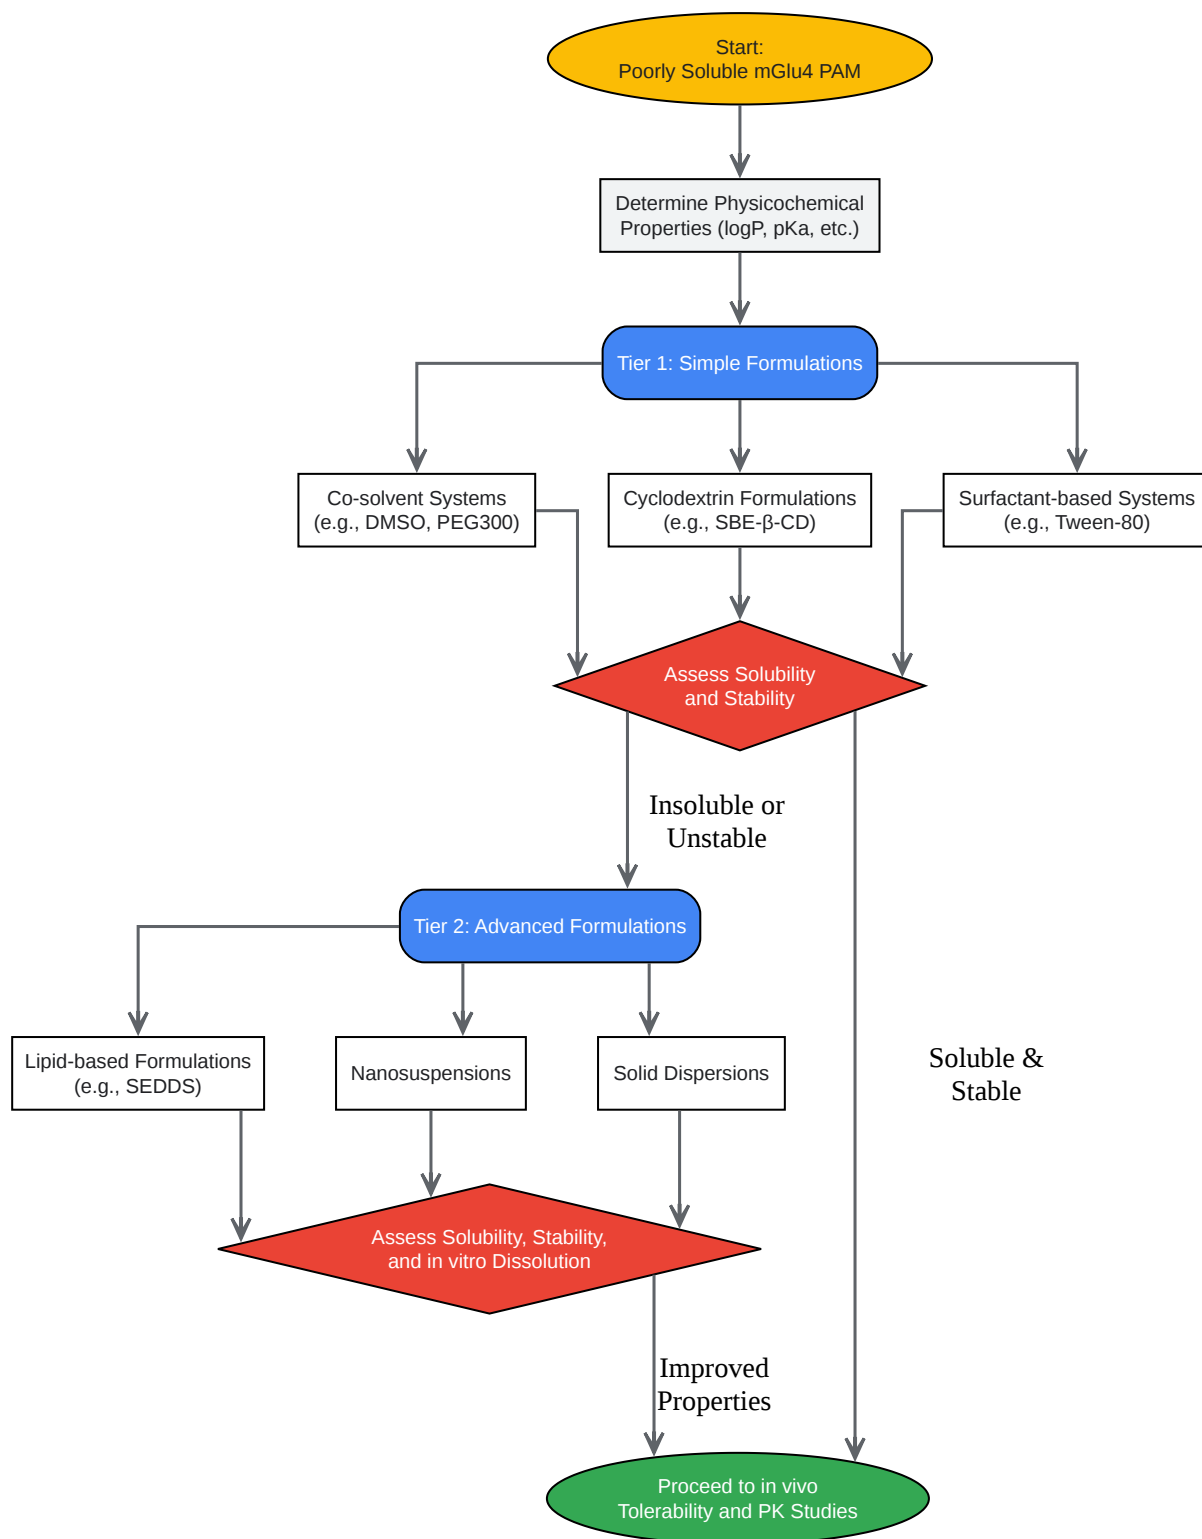 Start:
Poorly Soluble mGlu4 PAM
Determine Physicochemical
Properties (logP, pKa, etc.)
Tier 1: Simple Formulations
Co-solvent Systems
(e.g., DMSO, PEG300)
Cyclodextrin Formulations
(e.g., SBE-β-CD)
Surfactant-based Systems
(e.g., Tween-80)
Assess Solubility
and Stability
Insoluble or
Unstable
Tier 2: Advanced Formulations
Lipid-based Formulations
(e.g., SEDDS)
Nanosuspensions
Solid Dispersions
Soluble &
Stable
Assess Solubility, Stability,
and in vitro Dissolution
Improved
Properties
Proceed to in vivo
Tolerability and PK Studies